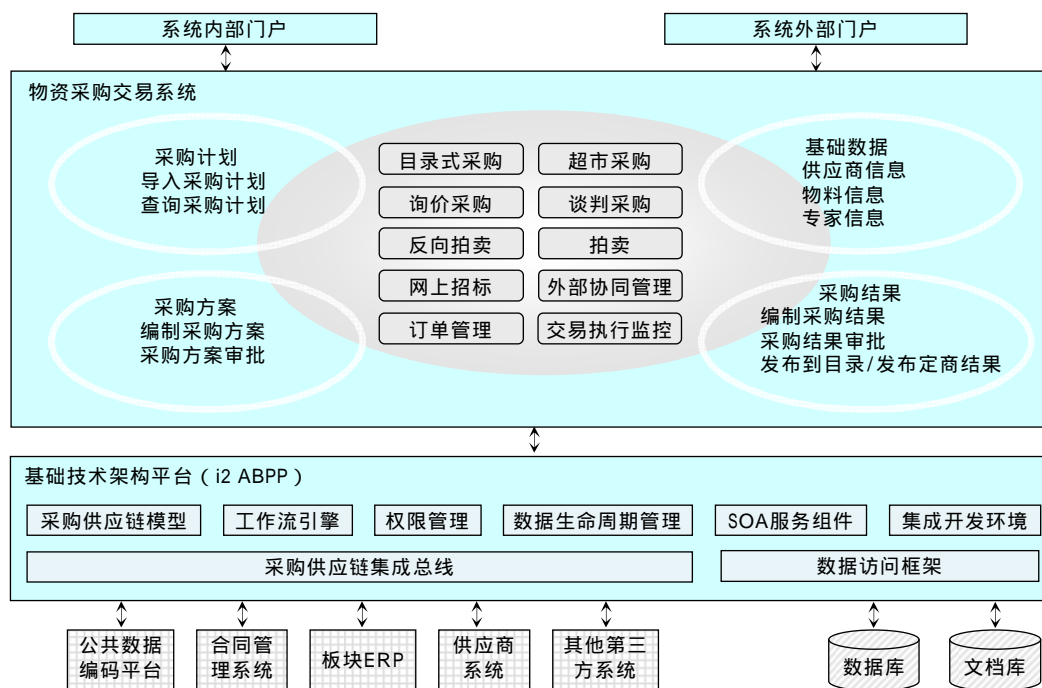 系统内部门户
系统外部门户
物资采购交易系统
采购计划
导入采购计划
查询采购计划
目录式采购
超市采购
询价采购
谈判采购
反向拍卖
拍卖
网上招标
外部协同管理
订单管理
交易执行监控
基础数据
供应商信息
物料信息
专家信息
采购方案
编制采购方案
采购方案审批
采购结果
编制采购结果
采购结果审批
发布到目录/发布定商结果
基础技术架构平台（i2 ABPP）
采购供应链模型
工作流引擎
权限管理
数据生命周期管理
SOA服务组件
集成开发环境
采购供应链集成总线
数据访问框架
公共数据
编码平台
合同管
理系统
板块ERP
供应商
系统
其他第三
方系统
数据库
文档库